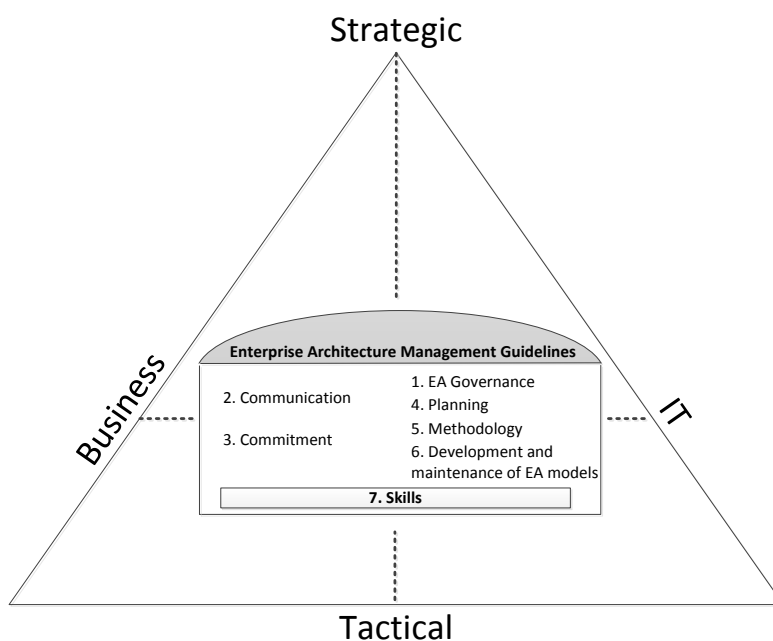 Strategic
Enterprise Architecture Management Guidelines
2. Communication
3. Commitment
1. EA Governance
4. Planning
5. Methodology
6. Development and
maintenance of EA models
7. Skills
Business
IT
Tactical